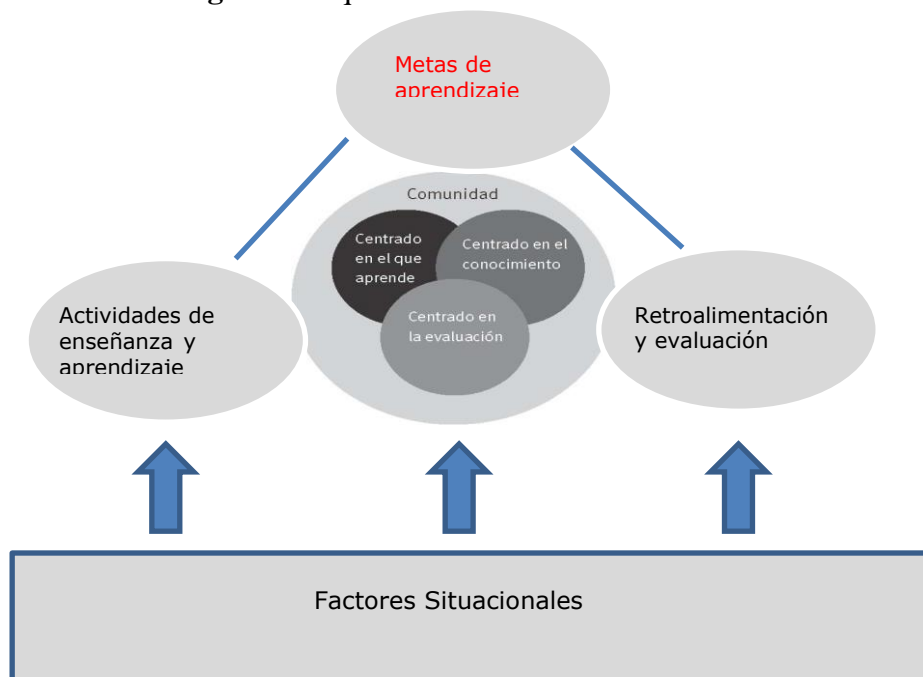 Metas de
aprendizaje
Comunidad
Centrado
en el que
aprende
Centrado en el
conocimiento
Centrado en
la evaluación
Actividades de
enseñanza y
aprendizaje
Retroalimentación
y evaluación
Factores Situacionales